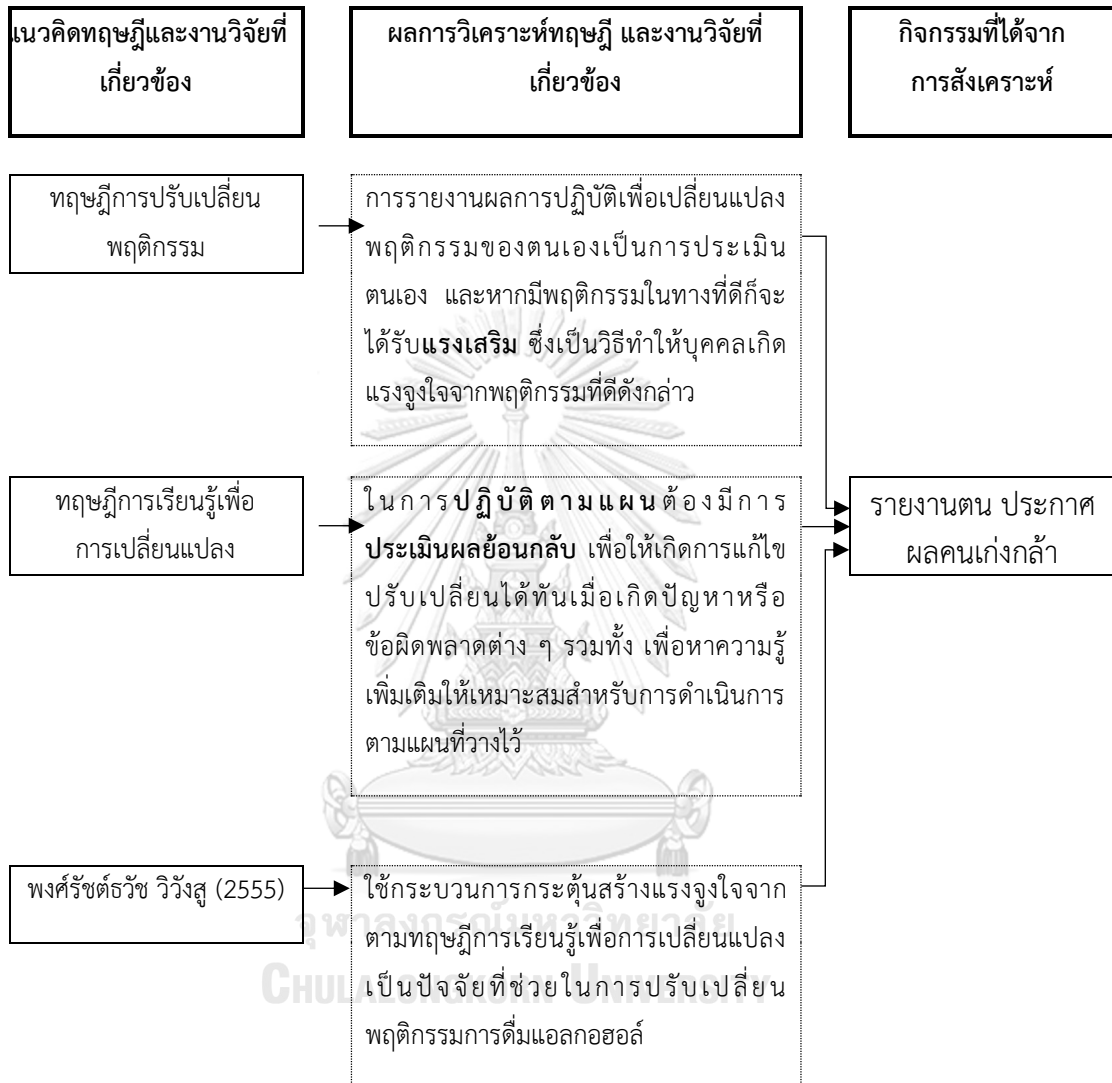 แนวคิดทฤษฎีและงานวิจัยที่
เกี่ยวข้อง
ผลการวิเคราะห์ทฤษฎี และงานวิจัยที่
เกี่ยวข้อง
กิจกรรมที่ได้จาก
การสังเคราะห์
ทฤษฎีการปรับเปลี่ยน
พฤติกรรม
การรายงานผลการปฏิบัติเพื่อเปลี่ยนแปลง
พฤติกรรมของตนเองเป็นการประเมิน
ตนเอง และหากมีพฤติกรรมในทางที่ดีก็จะ
ได้รับแรงเสริม ซึ่งเป็นวิธีทำให้บุคคลเกิด
แรงจูงใจจากพฤติกรรมที่ดีดังกล่าว
ทฤษฎีการเรียนรู้เพื่อ
การเปลี่ยนแปลง
ในการปฏิบัติตามแผนต้องมีการ
ประเมินผลย้อนกลับ เพื่อให้เกิดการแก้ไข
ปรับเปลี่ยนได้ทันเมื่อเกิดปัญหาหรือ
ข้อผิดพลาดต่าง ๆ รวมทั้ง เพื่อหาความรู้
เพิ่มเติมให้เหมาะสมสำหรับการดำเนินการ
ตามแผนที่วางไว้
รายงานตน ประกาศ
ผลคนเก่งกล้า
พงศ์รัชต์ธวัช วิวังสู (2555)
ใช้กระบวนการกระตุ้นสร้างแรงจูงใจจาก
ตามทฤษฎีการเรียนรู้เพื่อการเปลี่ยนแปลง
เป็นปัจจัยที่ช่วยในการปรับเปลี่ยน
พฤติกรรมการดื่มแอลกอฮอล์
จุฬาลงกรณ์มหาวิทยาลัย
CHULALONGKORN UNIVERSITY